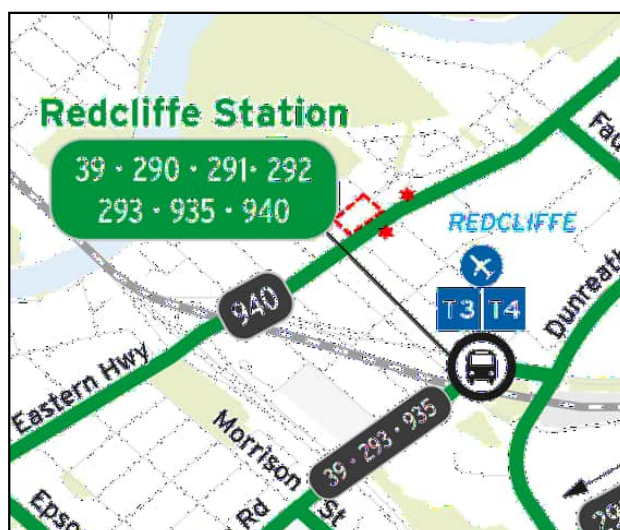 Redcliffe Station
39 · 290 · 291 · 292
293 · 935 · 940
REDCLIFFE
T3 T4
940
Eastern Hwy
39 · 293 · 935
Morrison
Rd
St